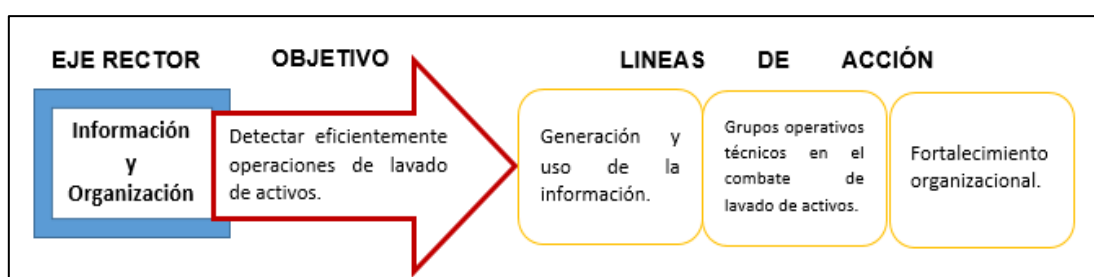 EJE RECTOR
OBJETIVO
LINEAS DE ACCIÓN
Información
y
Organización
Detectar eficientemente
operaciones de lavado
de activos.
Generación y
uso de la
información.
Grupos operativos
técnicos en el
combate de
lavado de activos.
Fortalecimiento
organizacional.